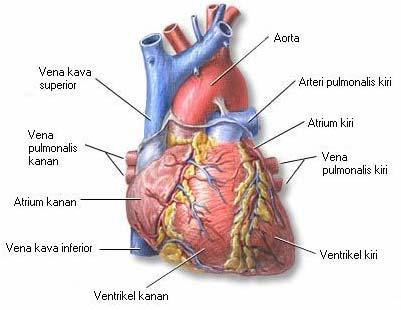 Aorta
Vena kava
superior
Arteri pulmonalis kiri
Atrium kiri
Vena
pulmonalis
kanan
Vena
pulmonalis kiri
Atrium kanan
Vena kava inferior
Ventrikel kiri
Ventrikel kanan